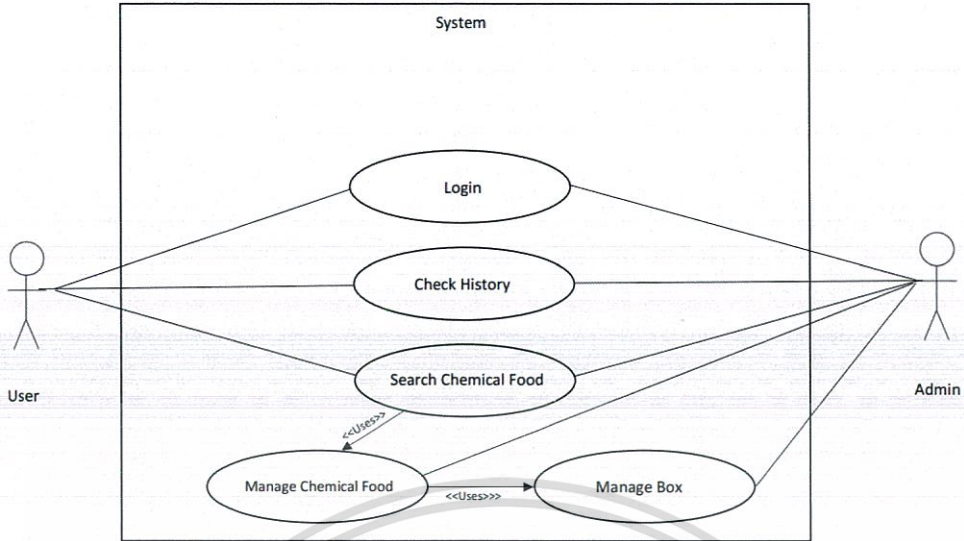 System
Login
Check History
Search Chemical Food
User
Admin
<<Uses>>
Manage Chemical Food
<<Uses>>>
Manage Box